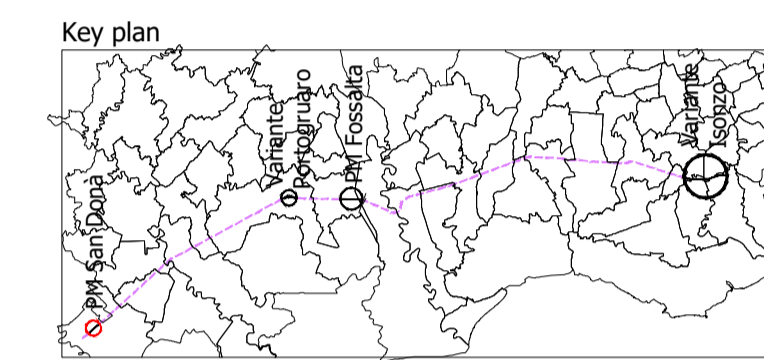 Key plan
PM San Donà
Variante
Portogruaro
PM Fossalta
Variante
Isonzo